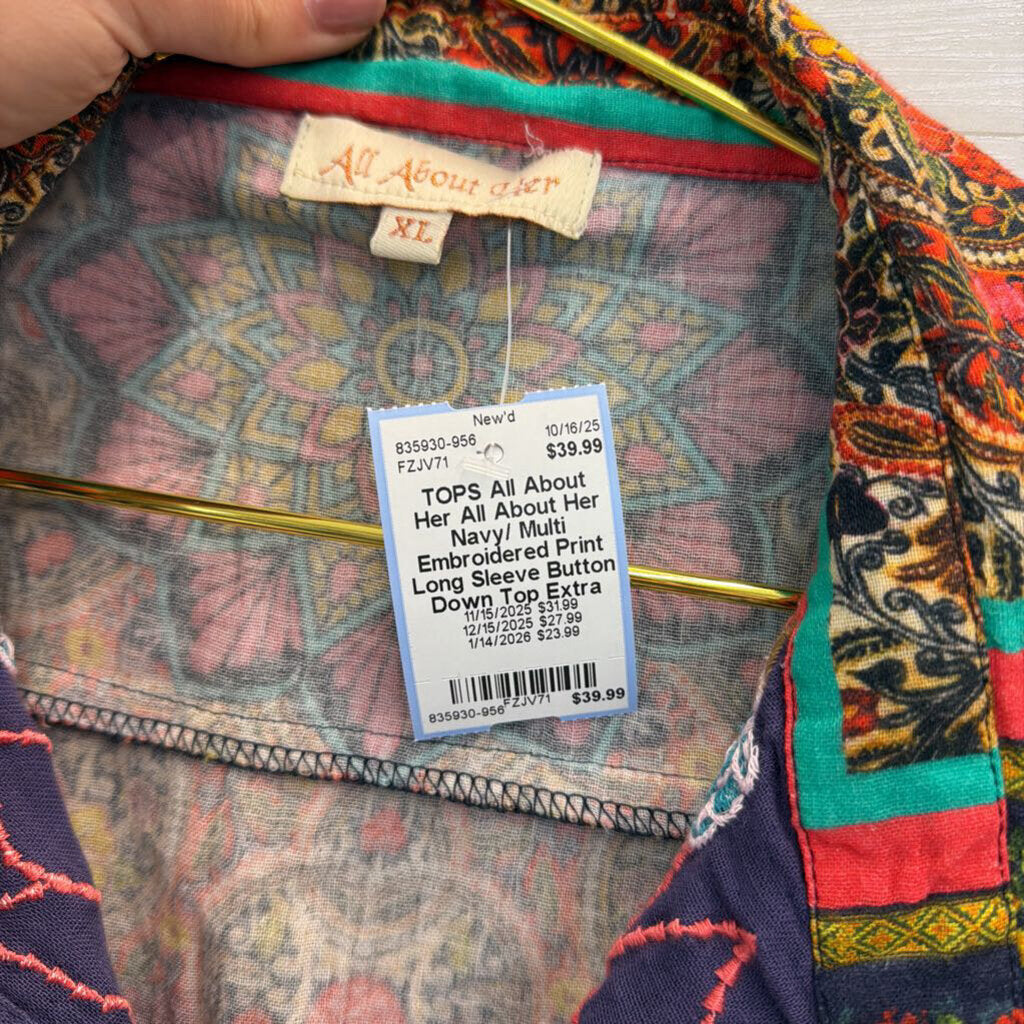 All About Her
XL
New'd
835930-956 10/16/25
FZJV71 $39.99
TOPS All About
Her All About Her
Navy/ Multi
Embroidered Print
Long Sleeve Button
Down Top Extra
11/15/2025 $31.99
12/15/2025 $27.99
1/14/2026 $23.99
835930-956 FZJV71 $39.99